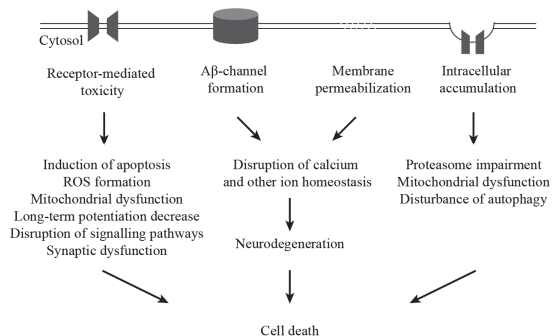 Cytosol
Receptor-mediated
toxicity
Aβ-channel
formation
Membrane
permeabilization
Intracellular
accumulation
Induction of apoptosis
ROS formation
Mitochondrial dysfunction
Long-term potentiation decrease
Disruption of signalling pathways
Synaptic dysfunction
Disruption of calcium
and other ion homeostasis
Neurodegeneration
Proteasome impairment
Mitochondrial dysfunction
Disturbance of autophagy
Cell death